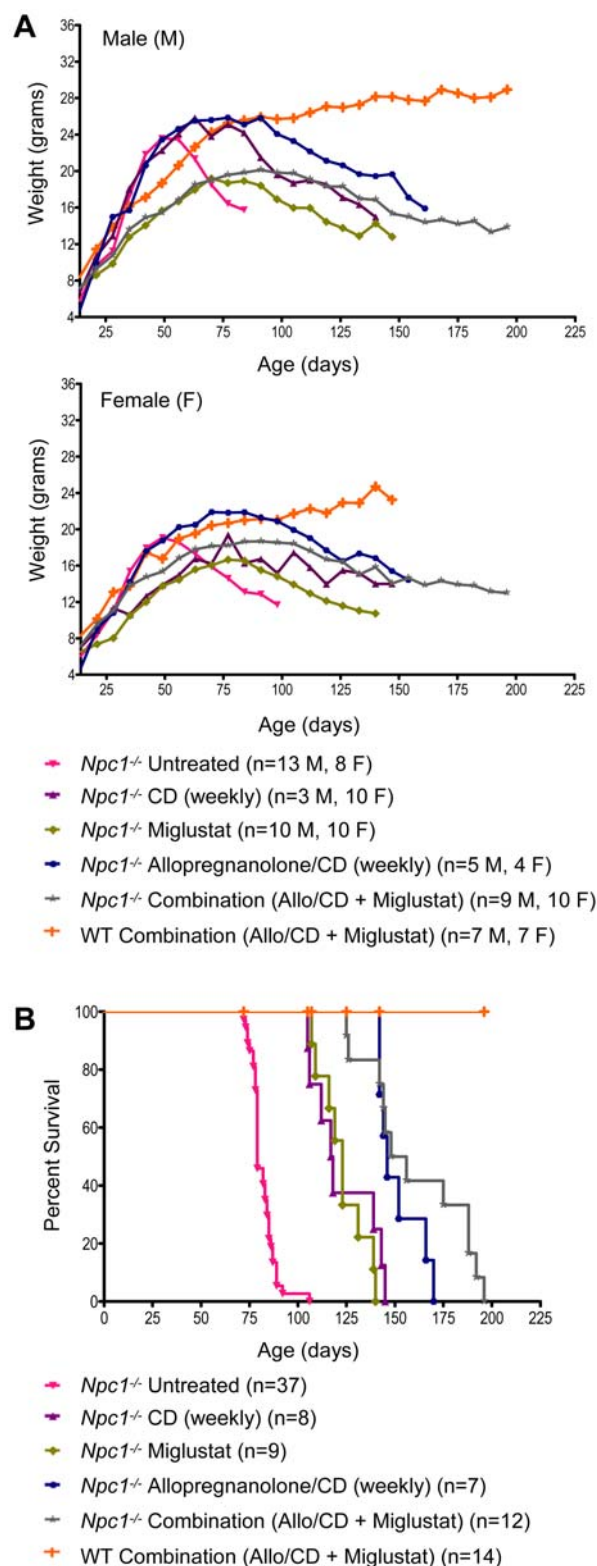 A
Male (M)
36
32
28
24
20
16
12
8
4
Weight (grams)
25 50 75 100 125 150 175 200 225
Age (days)
Female (F)
36
32
28
24
20
16
12
8
4
Weight (grams)
25 50 75 100 125 150 175 200 225
Age (days)
Npc1-/- Untreated (n=13 M, 8 F)
Npc1-/- CD (weekly) (n=3 M, 10 F)
Npc1-/- Miglustat (n=10 M, 10 F)
Npc1-/- Allopregnanolone/CD (weekly) (n=5 M, 4 F)
Npc1-/- Combination (Allo/CD + Miglustat) (n=9 M, 10 F)
WT Combination (Allo/CD + Miglustat) (n=7 M, 7 F)
B
100
80
60
40
20
0
Percent Survival
0 25 50 75 100 125 150 175 200 225
Age (days)
Npc1-/- Untreated (n=37)
Npc1-/- CD (weekly) (n=8)
Npc1-/- Miglustat (n=9)
Npc1-/- Allopregnanolone/CD (weekly) (n=7)
Npc1-/- Combination (Allo/CD + Miglustat) (n=12)
WT Combination (Allo/CD + Miglustat) (n=14)